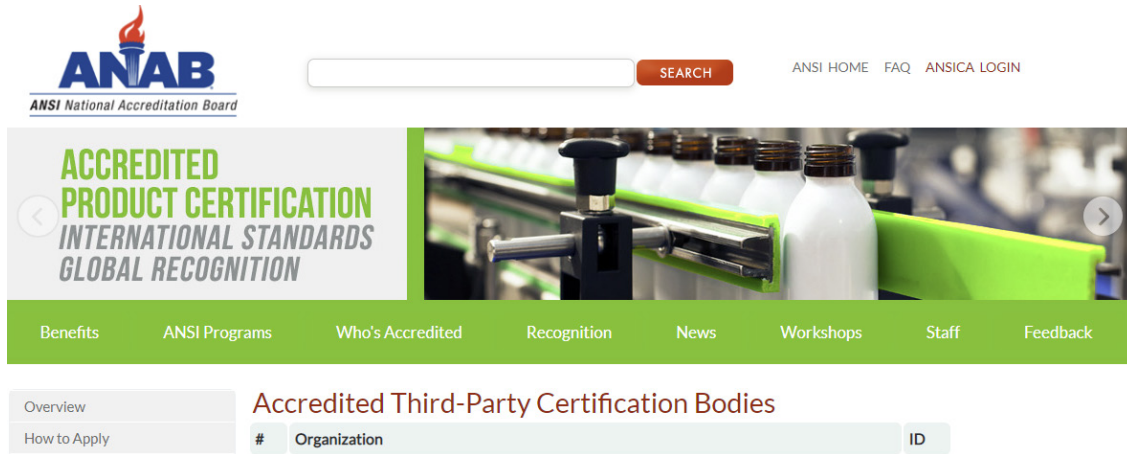 ANAB
ANSI National Accreditation Board
SEARCH
ANSI HOME FAQ ANSICA LOGIN
ACCREDITED
PRODUCT CERTIFICATION
INTERNATIONAL STANDARDS
GLOBAL RECOGNITION
Benefits ANSI Programs Who's Accredited Recognition News Workshops Staff Feedback
Overview
How to Apply
Accredited Third-Party Certification Bodies
# Organization ID